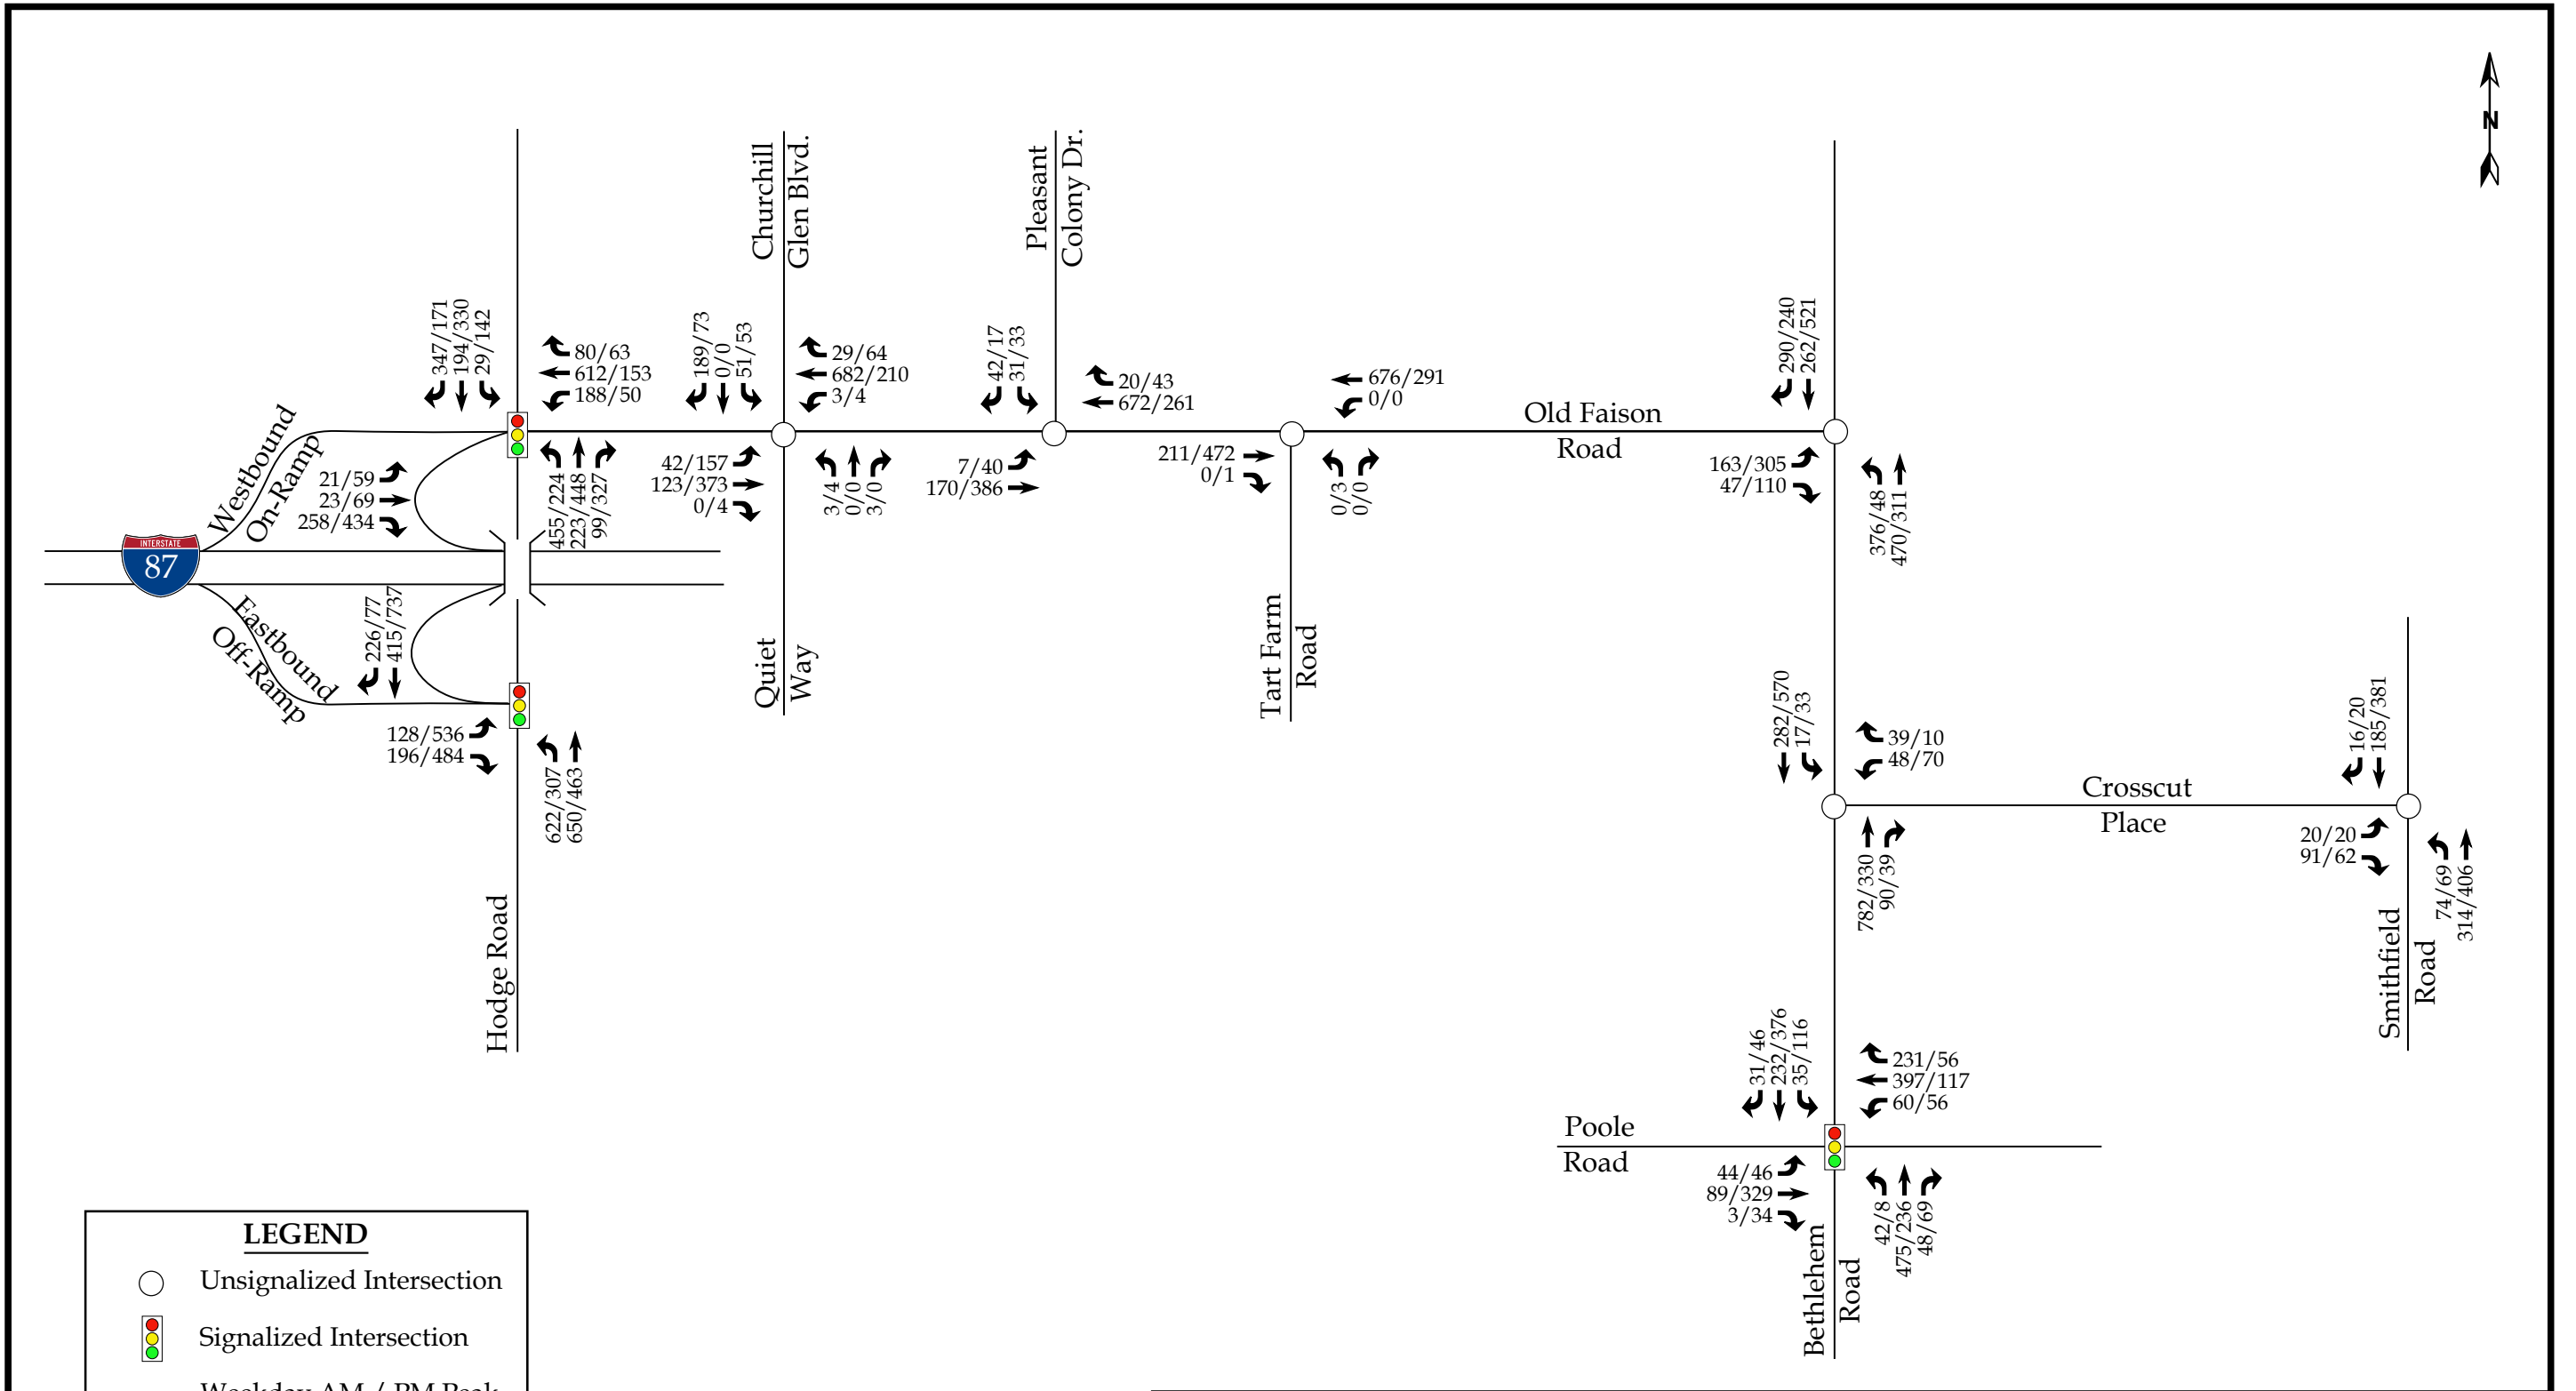 N
Churchill
Glen Blvd.
Pleasant
Colony Dr.
347/171
194/330
29/142
80/63
612/153
188/50
189/73
0/0
51/53
29/64
682/210
3/4
42/17
31/33
20/43
672/261
676/291
0/0
Old Faison
Road
290/240
262/521
Westbound
On-Ramp
21/59
23/69
258/434
455/224
223/448
99/327
42/157
123/373
0/4
3/4
0/0
3/0
7/40
170/386
211/472
0/1
0/3
0/0
163/305
47/110
376/48
470/311
INTERSTATE
87
Eastbound
Off-Ramp
226/77
415/737
128/536
196/484
622/307
650/463
Quiet
Way
Tart Farm
Road
282/570
17/33
39/10
48/70
16/20
185/381
Crosscut
Place
782/330
90/39
20/20
91/62
74/69
314/406
Hodge Road
Smithfield
Road
31/46
232/376
35/116
231/56
397/117
60/56
Poole
Road
44/46
89/329
3/34
42/8
475/236
48/69
Bethlehem
Road
LEGEND
Unsignalized Intersection
Signalized Intersection
Weekday AM / PM Peak